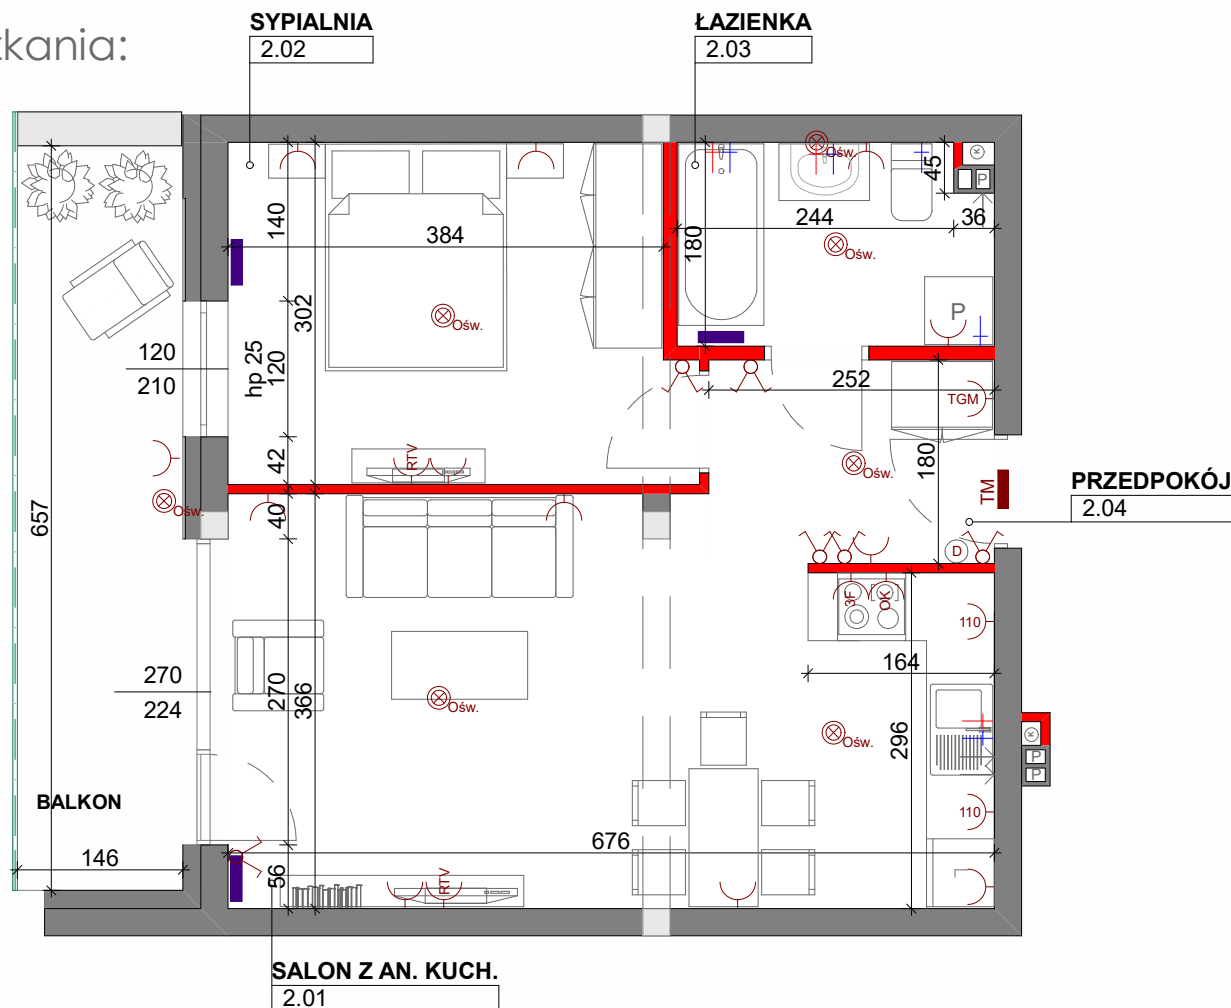 zkania:
SYPIALNIA
2.02
ŁAZIENKA
2.03
Ośw.
K
P
45
140
384
180
244
36
Ośw.
302
Ośw.
P
120
210
hp 25
120
252
TGM
RTV
42
Ośw.
180
TM
PRZEDPOKÓJ
2.04
657
Ośw.
40
D
3F
OK
110
164
270
224
270
366
Ośw.
Ośw.
296
K
P
P
BALKON
110
676
146
56
RTV
SALON Z AN. KUCH.
2.01